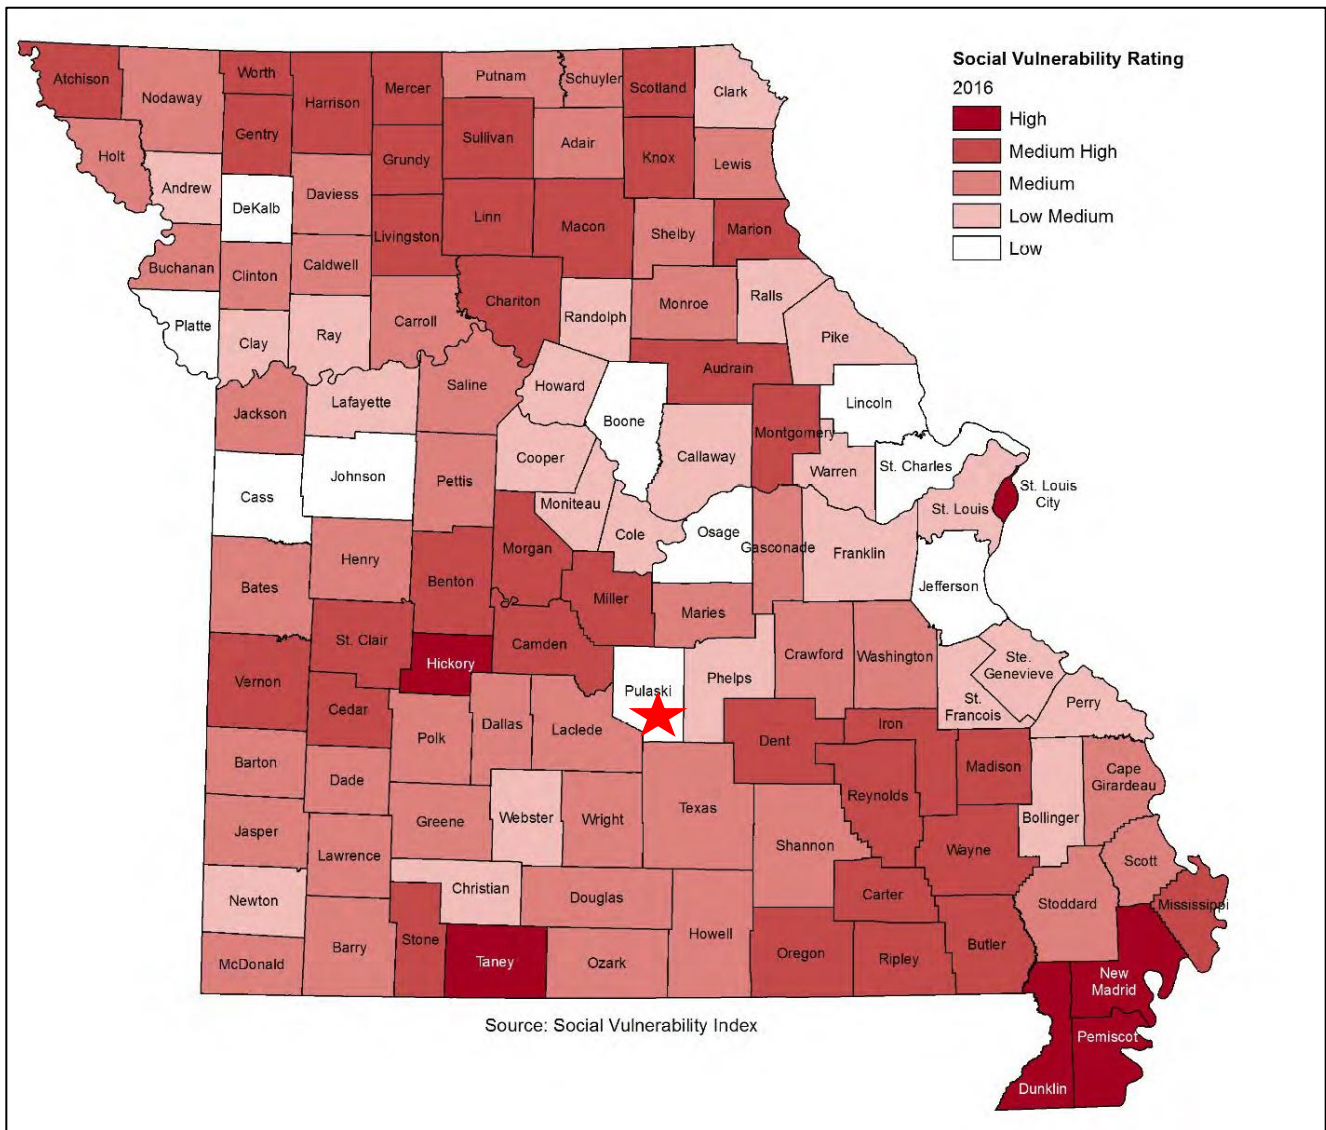 Social Vulnerability Rating
2016
High
Medium High
Medium
Low Medium
Low
Atchison
Nodaway
Worth
Harrison
Mercer
Putnam
Schuyler
Scotland
Clark
Gentry
Sullivan
Adair
Knox
Lewis
Holt
Grundy
Andrew
DeKalb
Daviess
Linn
Macon
Shelby
Marion
Livingston
Buchanan
Clinton
Caldwell
Chariton
Randolph
Monroe
Ralls
Platte
Clay
Ray
Carroll
Pike
Audrain
Saline
Howard
Jackson
Lafayette
Boone
Lincoln
Montgomery
Cooper
Callaway
Warren
St. Charles
Cass
Johnson
Pettis
Moniteau
St. Louis
City
St. Louis
Cole
Osage
Gasconade
Franklin
Jefferson
Morgan
Henry
Bates
Benton
Miller
Maries
St. Clair
Camden
Hickory
Vernon
Pulaski
Phelps
Crawford
Washington
Ste.
Genevieve
St.
Francois
Perry
Cedar
Polk
Dallas
Laclede
Dent
Iron
Barton
Dade
Madison
Cape
Girardeau
Reynolds
Texas
Jasper
Greene
Webster
Wright
Bollinger
Shannon
Lawrence
Wayne
Scott
Newton
Christian
Douglas
Carter
Stoddard
Mississippi
Barry
Stone
Taney
Ozark
Howell
Oregon
Ripley
Butler
McDonald
New
Madrid
Pemiscot
Dunklin
Source: Social Vulnerability Index